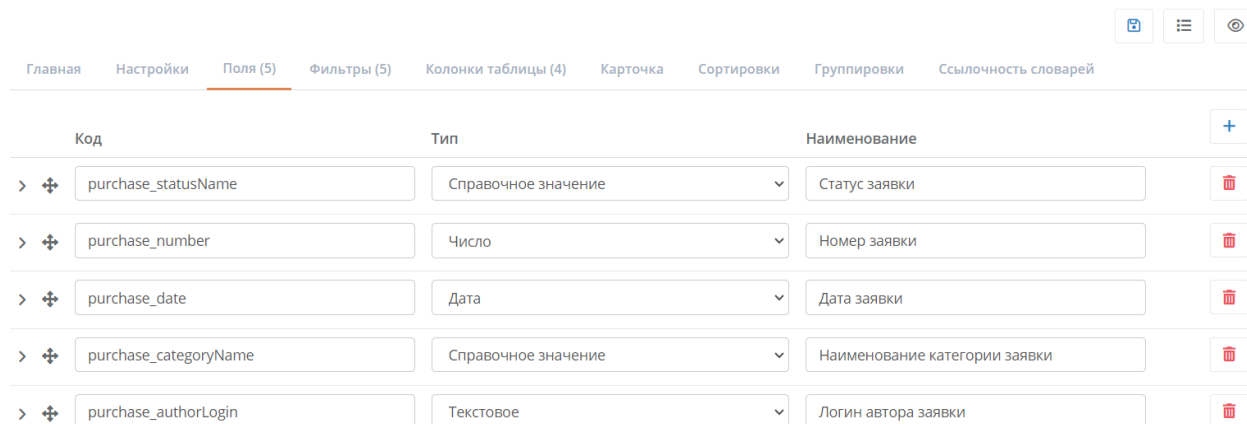 Главная Настройки Поля (5) Фильтры (5) Колонки таблицы (4) Карточка Сортировки Группировки Ссылочность словарей
Код Тип Наименование
purchase_statusName Справочное значение Статус заявки
purchase_number Число Номер заявки
purchase_date Дата Дата заявки
purchase_categoryName Справочное значение Наименование категории заявки
purchase_authorLogin Текстовое Логин автора заявки